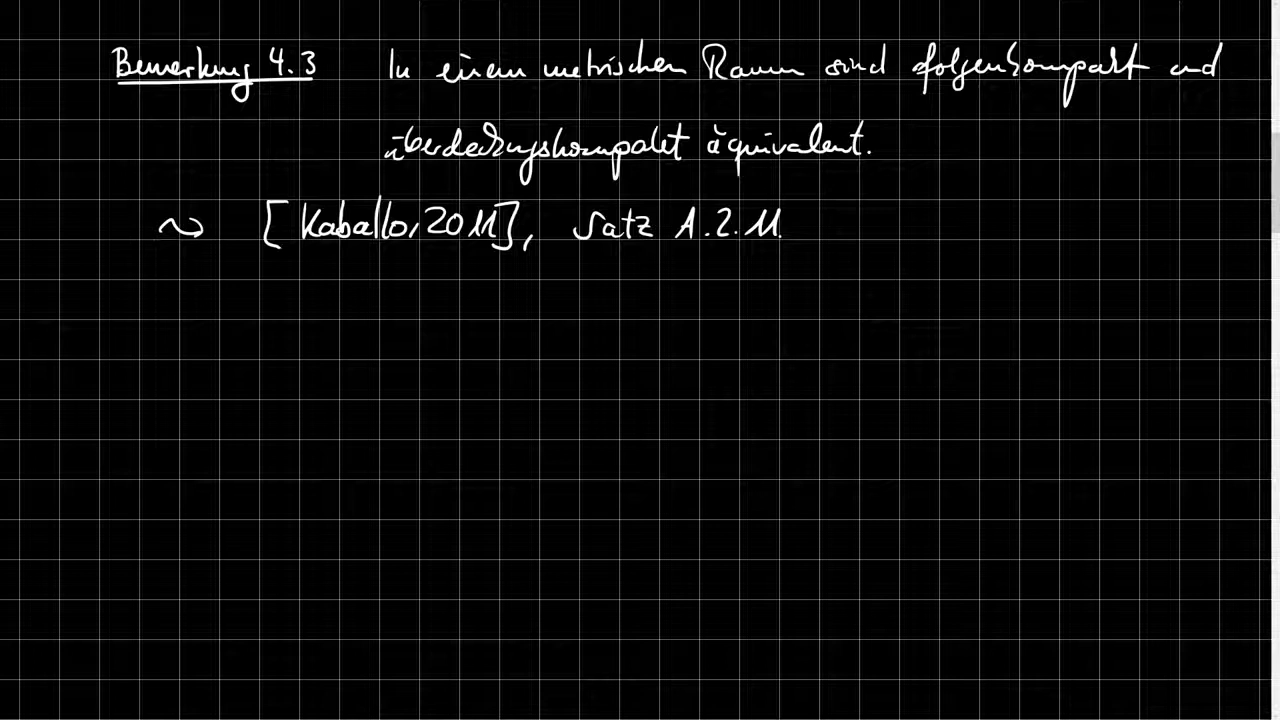 Bemerkung 4.3 In einem metrischen Raum sind folgenkompakt und
überdeckungskompakt äquivalent.
⤳ [Kaballo, 2011], Satz A.2.11.